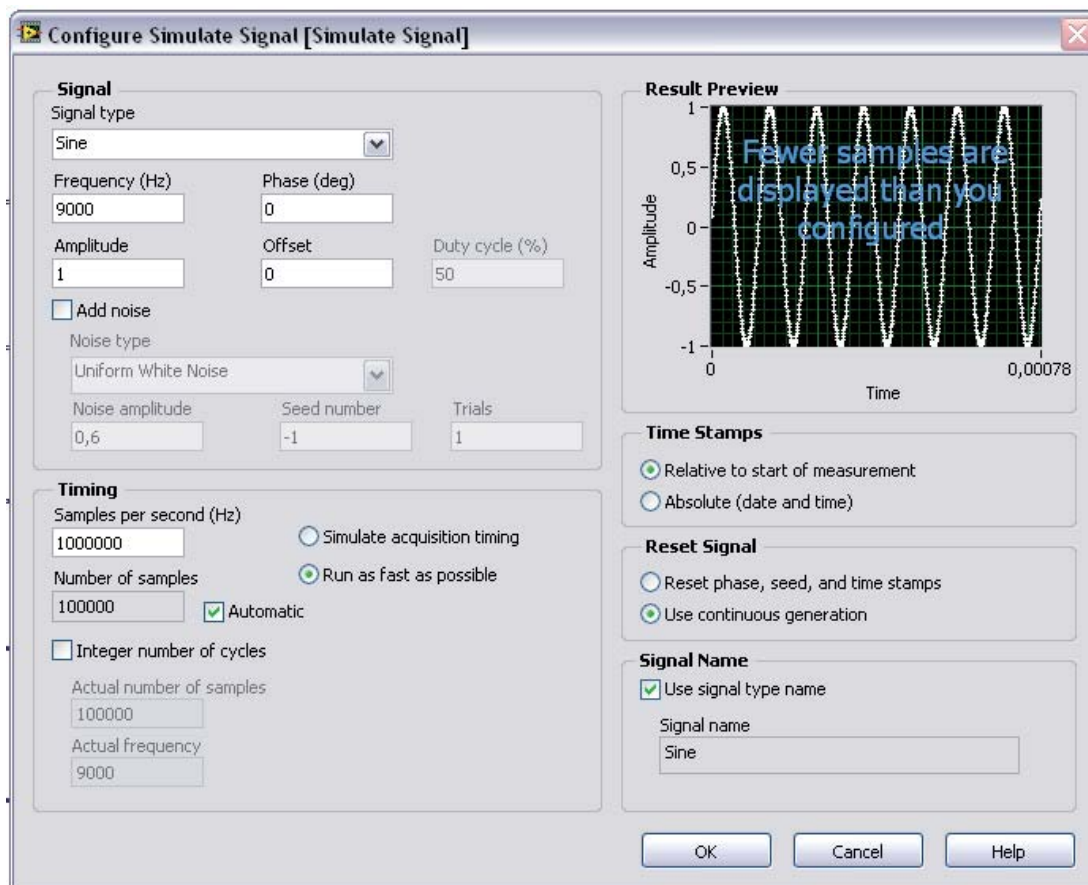 Configure Simulate Signal [Simulate Signal]
Signal
Signal type
Sine
Frequency (Hz)
Phase (deg)
9000
0
Amplitude
Offset
Duty cycle (%)
1
0
50
Add noise
Noise type
Uniform White Noise
Noise amplitude
Seed number
Trials
0,6
-1
1
Timing
Samples per second (Hz)
1000000
Simulate acquisition timing
Run as fast as possible
Number of samples
100000
Automatic
Integer number of cycles
Actual number of samples
100000
Actual frequency
9000
Result Preview
Fewer samples are
displayed than you
configured
Amplitude
1
0,5
0
-0,5
-1
0
0,00078
Time
Time Stamps
Relative to start of measurement
Absolute (date and time)
Reset Signal
Reset phase, seed, and time stamps
Use continuous generation
Signal Name
Use signal type name
Signal name
Sine
OK
Cancel
Help